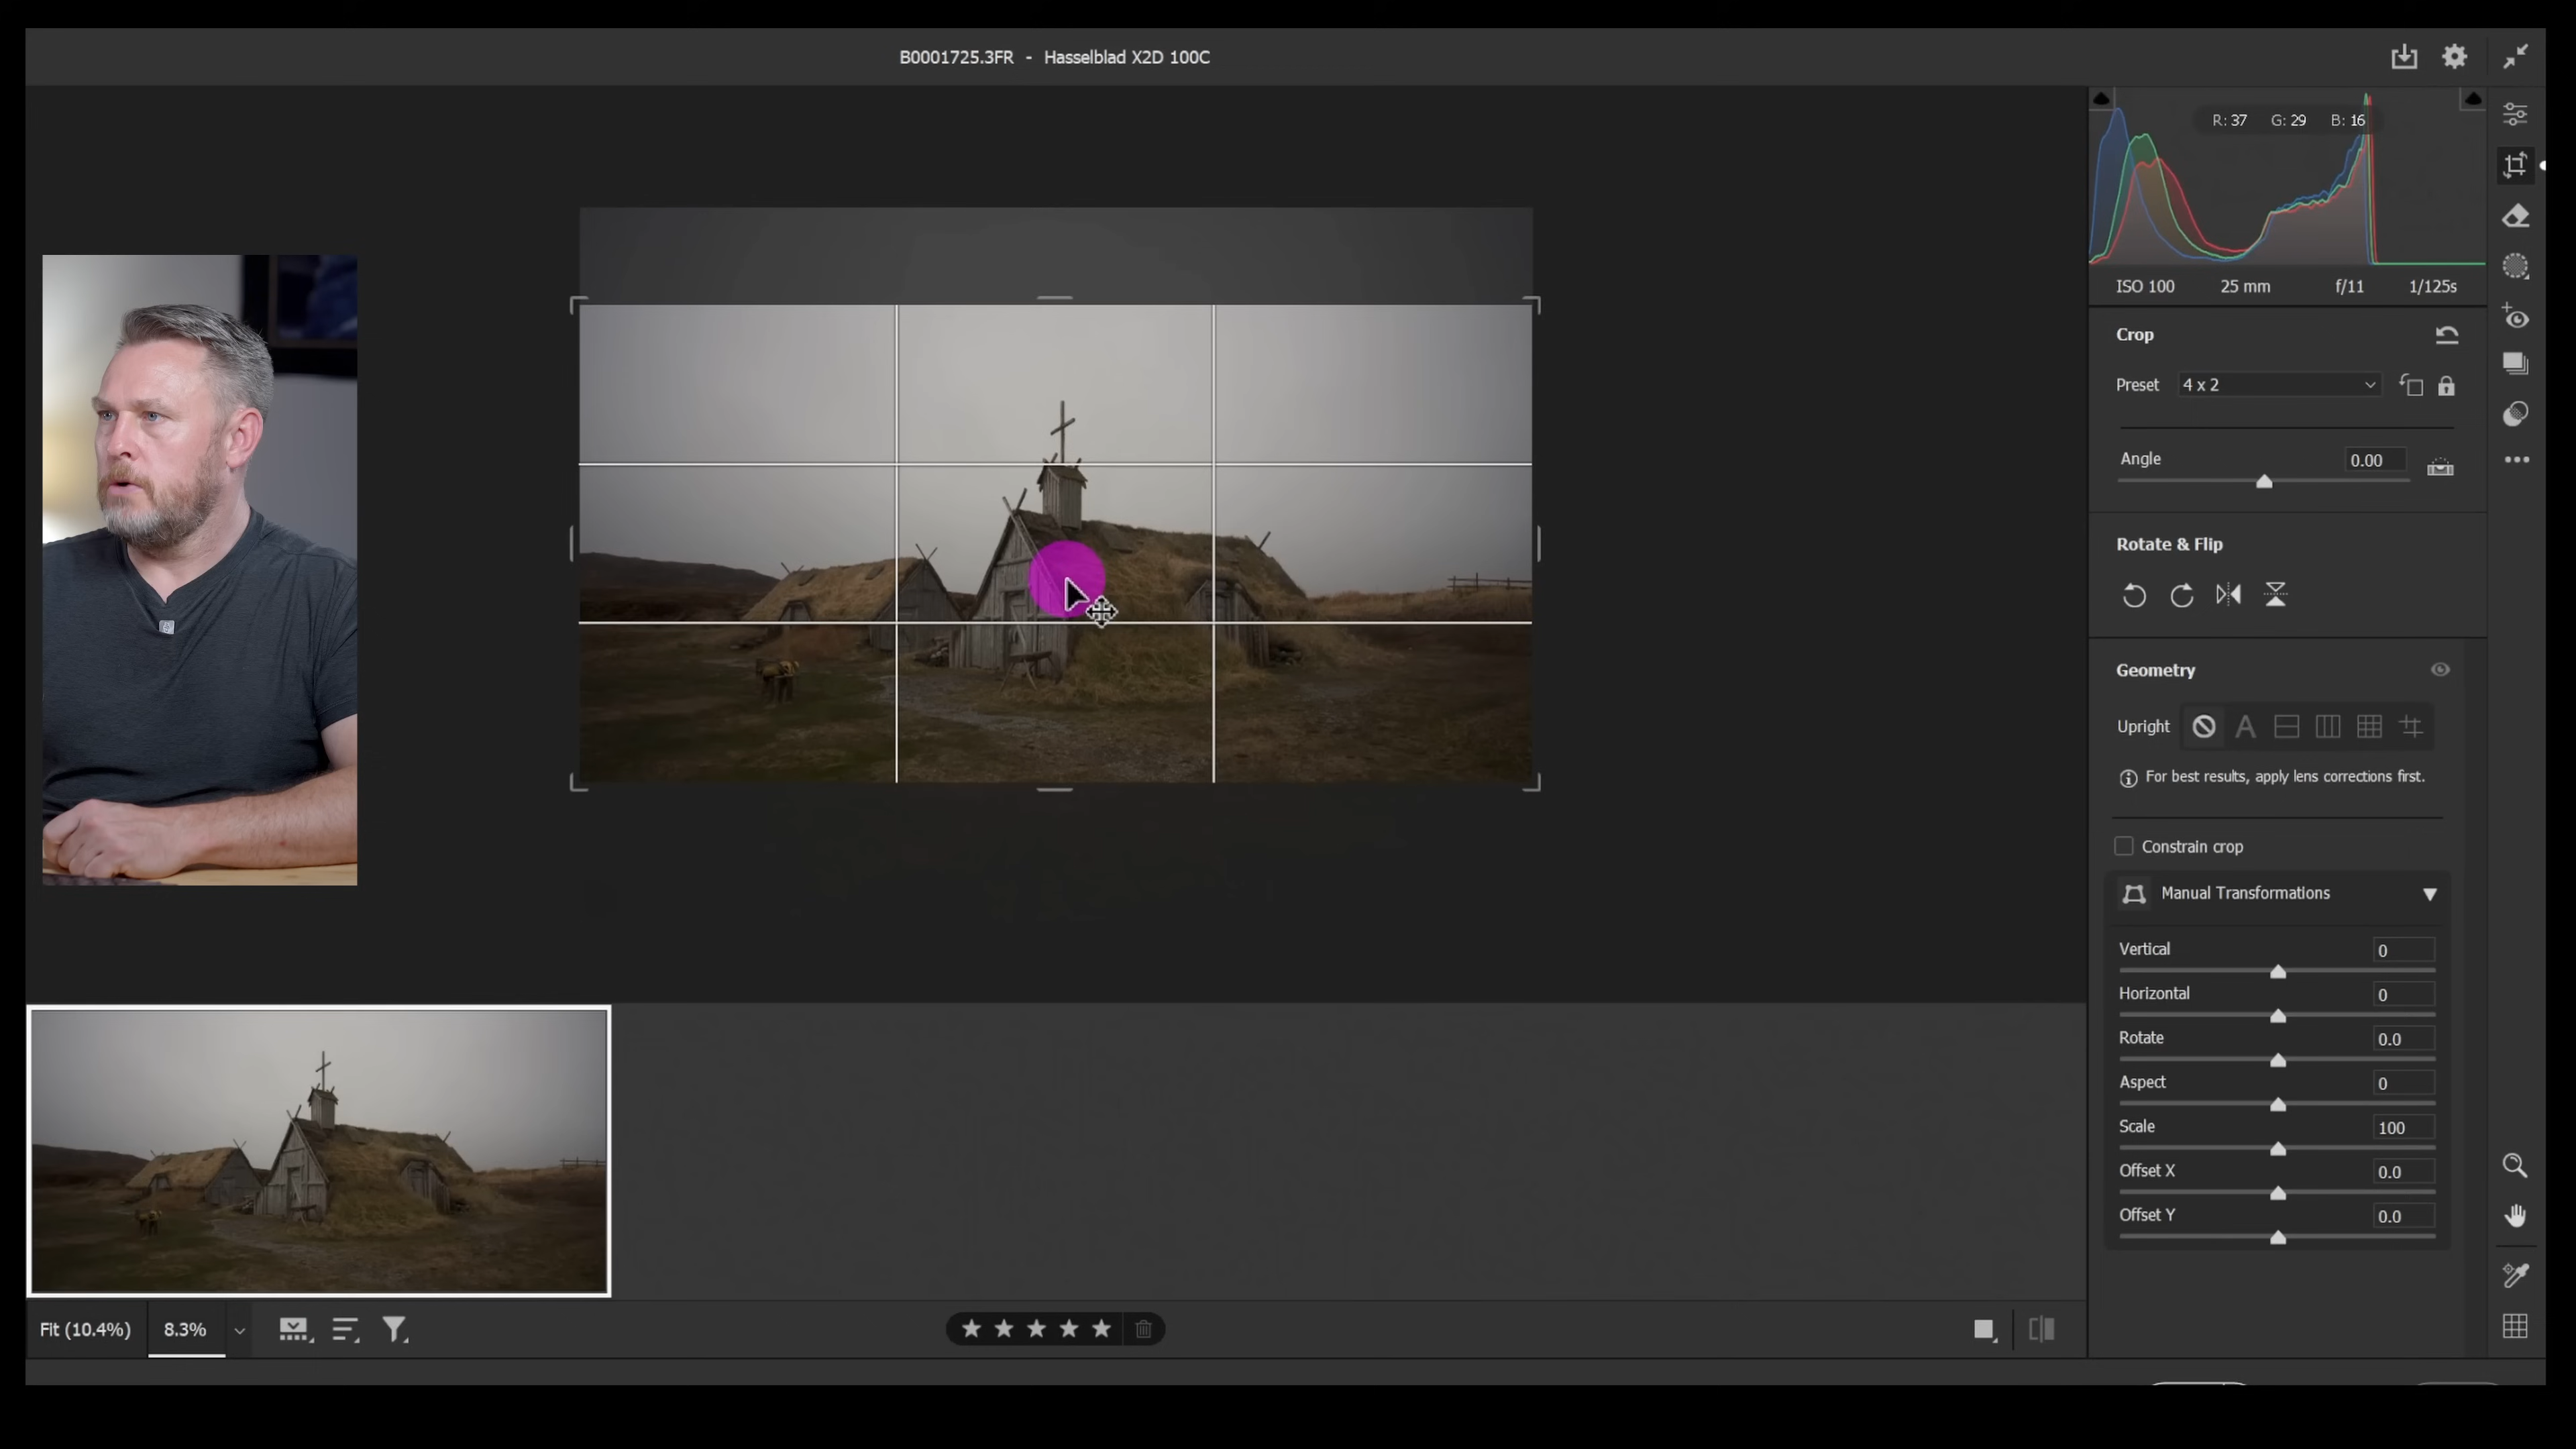 B0001725.3FR - Hasselblad X2D 100C
R: 37 G: 29 B: 16
ISO 100 25 mm f/11 1/125s
Crop
Preset 4 x 2
Angle 0.00
Rotate & Flip
Geometry
Upright A
For best results, apply lens corrections first.
Constrain crop
Manual Transformations
Vertical 0
Horizontal 0
Rotate 0.0
Aspect 0
Scale 100
Offset X 0.0
Offset Y 0.0
Fit (10.4%) 8.3%